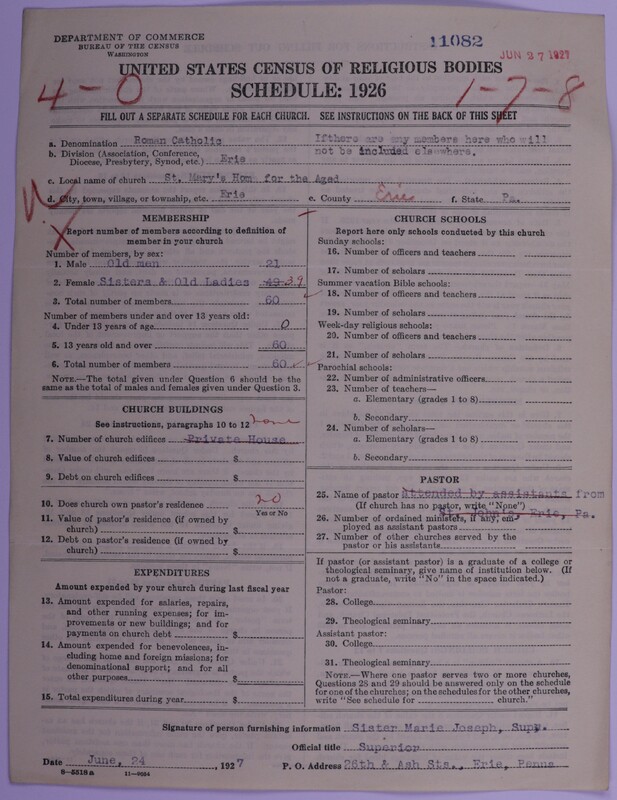 DEPARTMENT OF COMMERCE
BUREAU OF THE CENSUS
WASHINGTON
11082
JUN 27 1927
UNITED STATES CENSUS OF RELIGIOUS BODIES
4-0
SCHEDULE: 1926
1-7-8
FILL OUT A SEPARATE SCHEDULE FOR EACH CHURCH. SEE INSTRUCTIONS ON THE BACK OF THIS SHEET
a. Denomination Roman Catholic
Ifthere are any members here who will
not be included elsewhere.
b. Division (Association, Conference,
Diocese, Presbytery, Synod, etc.) Erie
c. Local name of church St. Mary's Hom for the Aged
d. City, town, village, or township, etc. Erie e. County Erie f. State Pa.
MEMBERSHIP
Report number of members according to definition of
member in your church
Number of members, by sex:
1. Male Old men 21
2. Female Sisters & Old Ladies 49 39
3. Total number of members 60
Number of members under and over 13 years old:
4. Under 13 years of age 0
5. 13 years old and over 60
6. Total number of members 60
NOTE.—The total given under Question 6 should be the
same as the total of males and females given under Question 3.
CHURCH BUILDINGS
See instructions, paragraphs 10 to 12
none
7. Number of church edifices Private House
8. Value of church edifices $
9. Debt on church edifices $
10. Does church own pastor's residence no
Yes or No
11. Value of pastor's residence (if owned by
church) $
12. Debt on pastor's residence (if owned by
church) $
EXPENDITURES
Amount expended by your church during last fiscal year
13. Amount expended for salaries, repairs,
and other running expenses; for im-
provements or new buildings; and for
payments on church debt $
14. Amount expended for benevolences, in-
cluding home and foreign missions; for
denominational support; and for all
other purposes $
15. Total expenditures during year $
CHURCH SCHOOLS
Report here only schools conducted by this church
Sunday schools:
16. Number of officers and teachers
17. Number of scholars
Summer vacation Bible schools:
18. Number of officers and teachers
19. Number of scholars
Week-day religious schools:
20. Number of officers and teachers
21. Number of scholars
Parochial schools:
22. Number of administrative officers
23. Number of teachers—
a. Elementary (grades 1 to 8)
b. Secondary
24. Number of scholars—
a. Elementary (grades 1 to 8)
b. Secondary
PASTOR
25. Name of pastor attended by assistants from
(If church has no pastor, write "None")
St. John's, Erie, Pa.
26. Number of ordained ministers, if any, em-
ployed as assistant pastors
27. Number of other churches served by the
pastor or his assistants
If pastor (or assistant pastor) is a graduate of a college or
theological seminary, give name of institution below. (If
not a graduate, write "No" in the space indicated.)
Pastor:
28. College
29. Theological seminary
Assistant pastor:
30. College
31. Theological seminary
NOTE.—Where one pastor serves two or more churches,
Questions 28 and 29 should be answered only on the schedule
for one of the churches; on the schedules for the other churches,
write "See schedule for church."
Signature of person furnishing information Sister Marie Joseph, Supp.
Official title Superior
Date June, 24, 1927 P. O. Address 26th & Ash Sts., Erie, Penna
6-5518a 11-9034